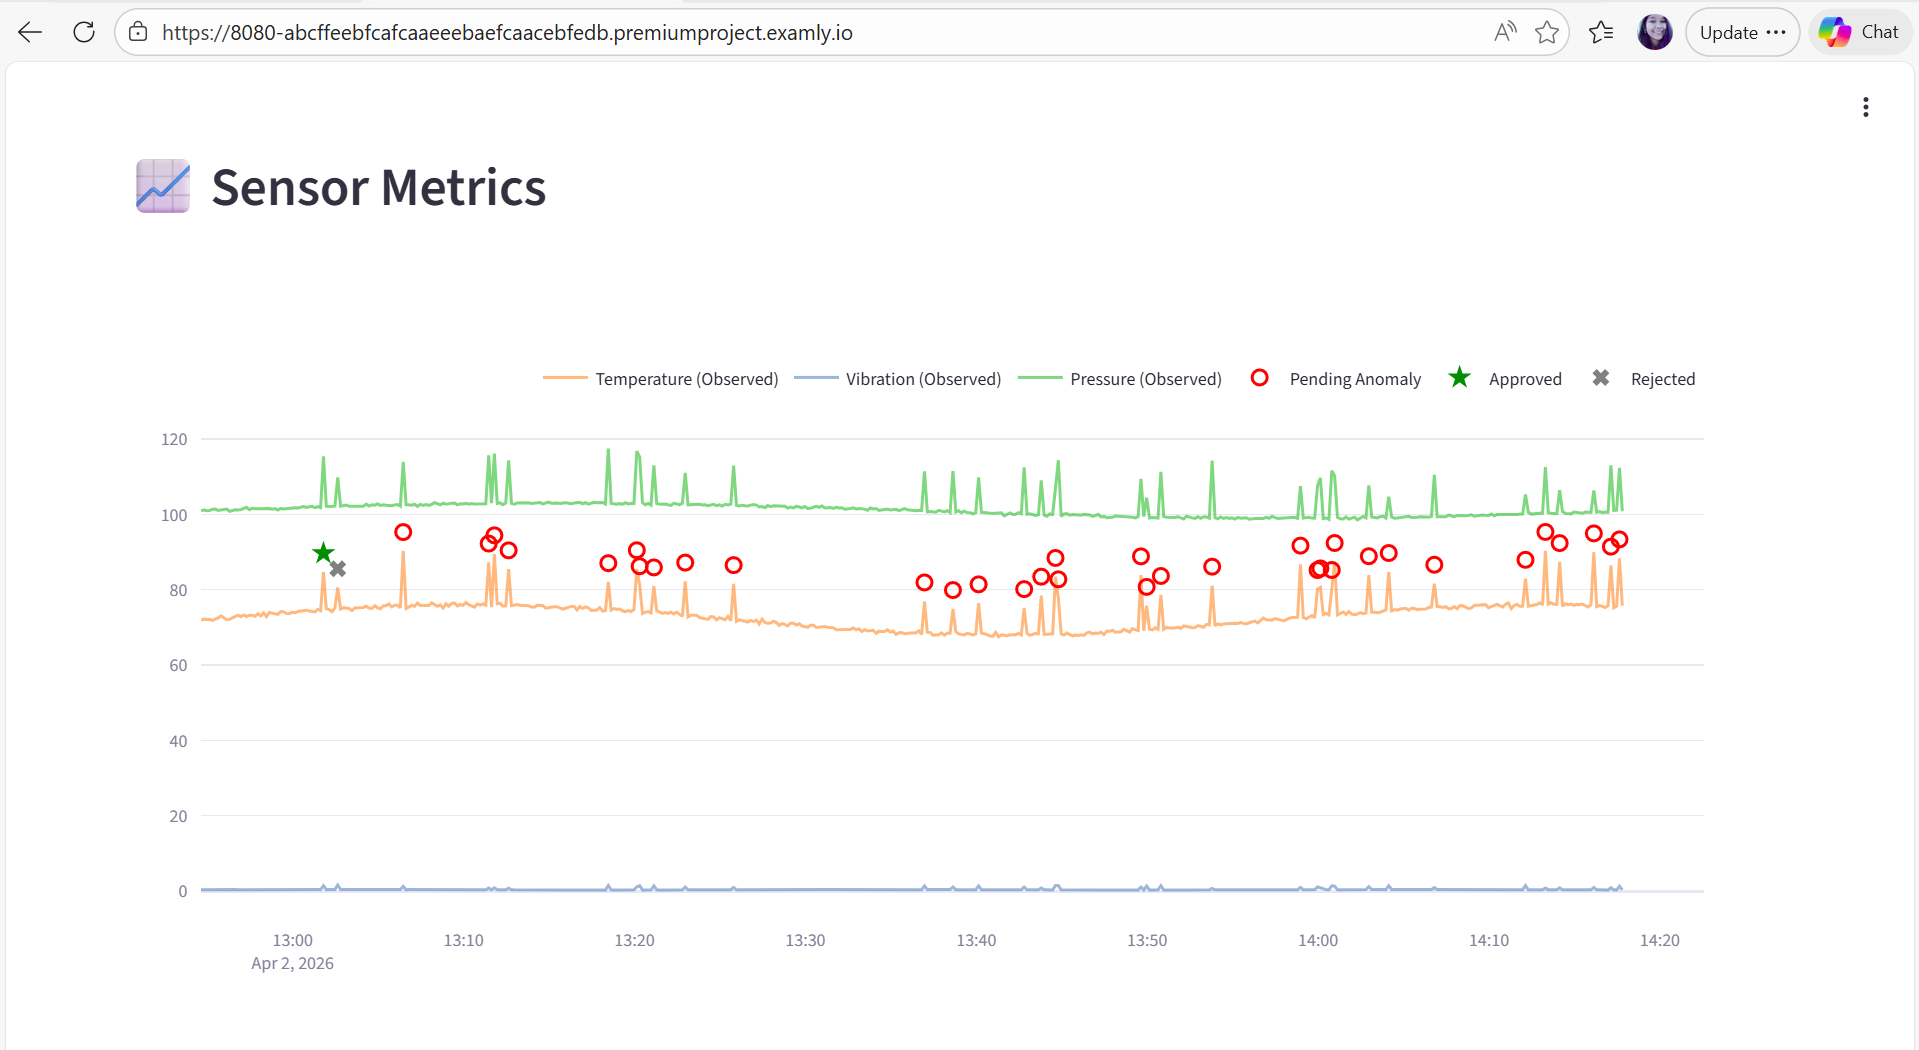 https://8080-abcffeebfcafcaaeeebaefcaacebfedb.premiumproject.examly.io
Update
Chat
Sensor Metrics
Temperature (Observed) Vibration (Observed) Pressure (Observed) Pending Anomaly Approved Rejected
120
100
80
60
40
20
0
13:00 13:10 13:20 13:30 13:40 13:50 14:00 14:10 14:20
Apr 2, 2026